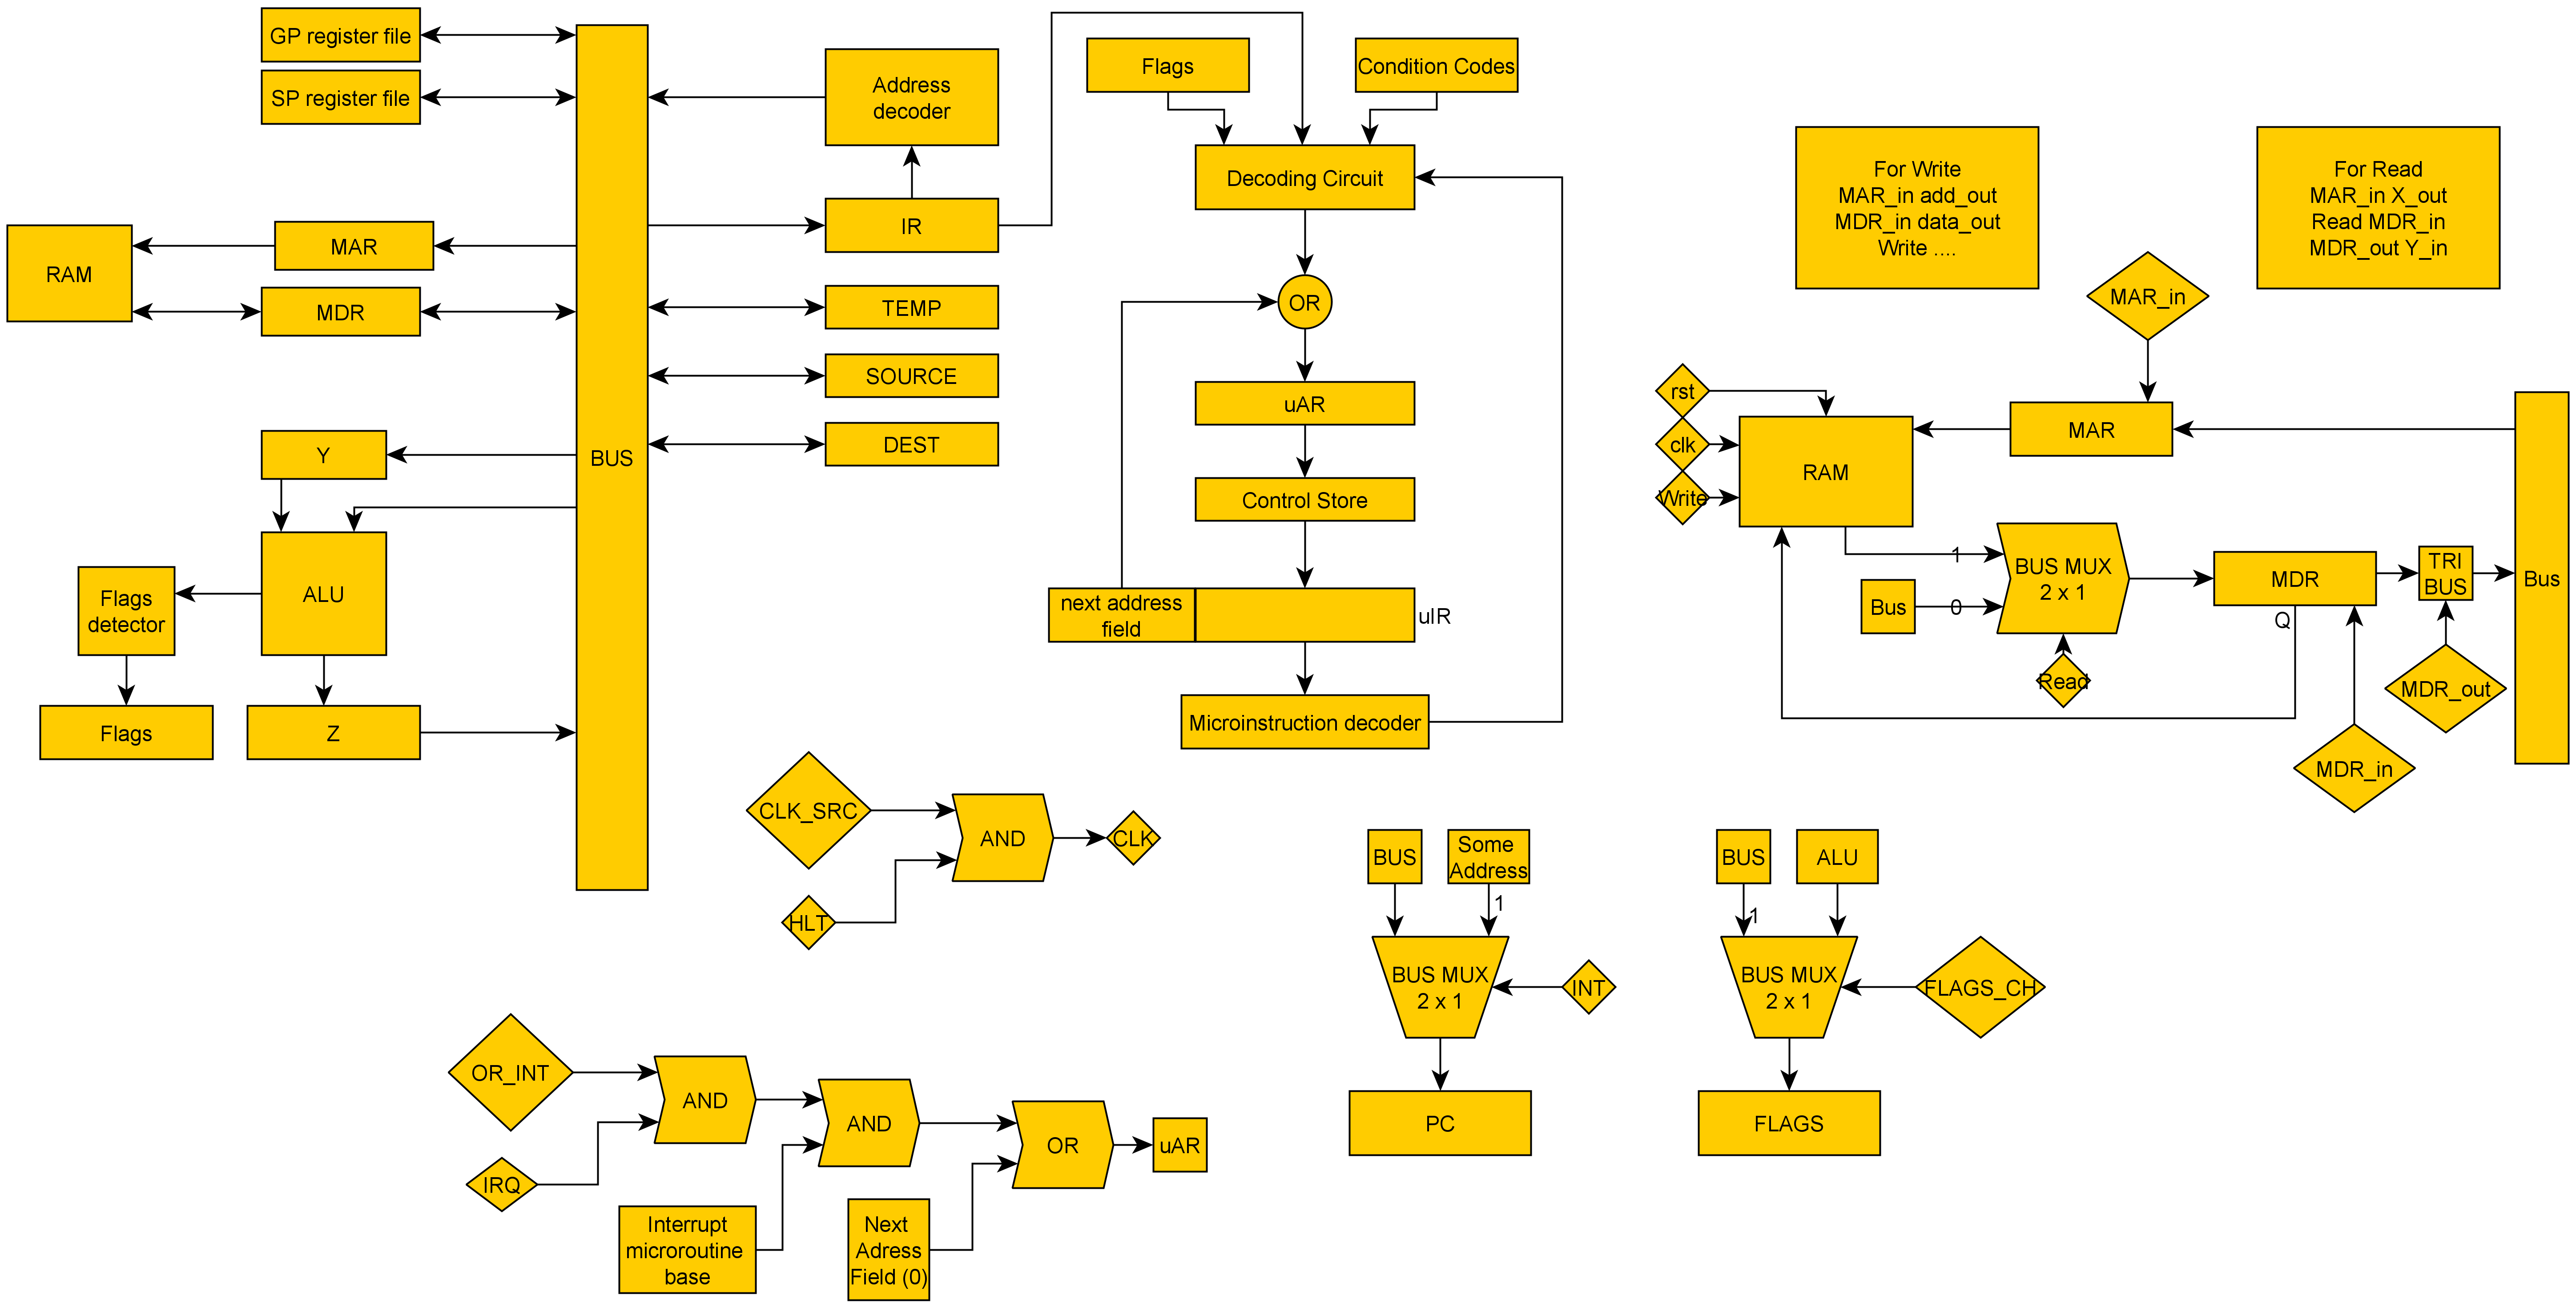 GP register file
SP register file
RAM
MAR
MDR
Y
ALU
Flags
detector
Flags
Z
BUS
Address
decoder
IR
TEMP
SOURCE
DEST
Flags
Condition Codes
Decoding Circuit
OR
uAR
Control Store
next address
field
uIR
Microinstruction decoder
For Write
MAR_in add_out
MDR_in data_out
Write ....
For Read
MAR_in X_out
Read MDR_in
MDR_out Y_in
MAR_in
rst
clk
Write
RAM
MAR
1
Bus
0
BUS MUX
2 x 1
Read
MDR
Q
TRI
BUS
MDR_out
MDR_in
Bus
CLK_SRC
HLT
AND
CLK
BUS
Some
Address
1
BUS MUX
2 x 1
INT
PC
BUS
ALU
1
BUS MUX
2 x 1
FLAGS_CH
FLAGS
OR_INT
IRQ
AND
Interrupt
microroutine
base
AND
Next
Adress
Field (0)
OR
uAR